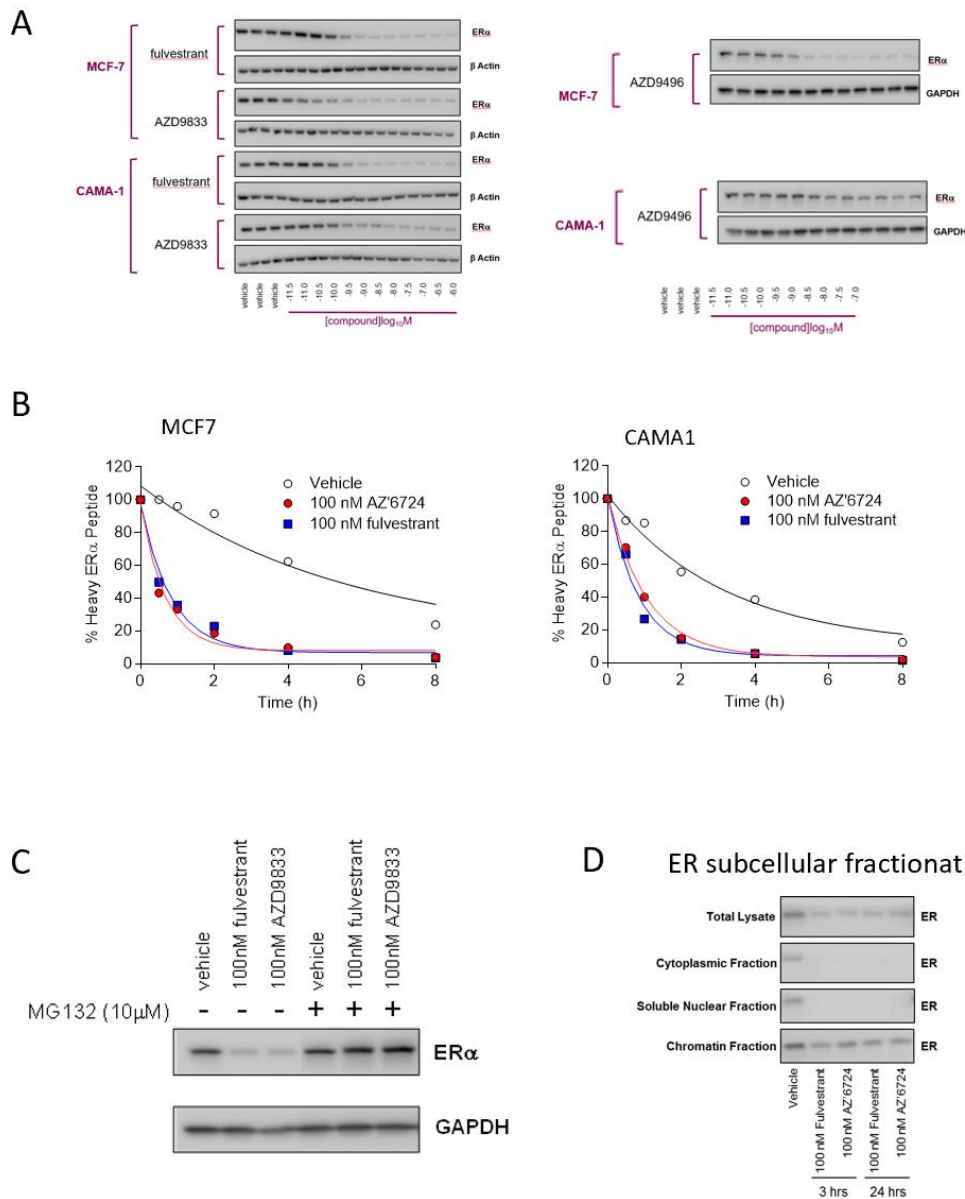 A
MCF-7
fulvestrant
ERα
β Actin
AZD9833
ERα
β Actin
CAMA-1
fulvestrant
ERα
β Actin
AZD9833
ERα
β Actin
vehicle
vehicle
vehicle
-11.5
-11.0
-10.5
-10.0
-9.5
-9.0
-8.5
-8.0
-7.5
-7.0
-6.5
-6.0
[compound]log10M
MCF-7
AZD9496
ERα
GAPDH
CAMA-1
AZD9496
ERα
GAPDH
vehicle
vehicle
vehicle
-11.5
-11.0
-10.5
-10.0
-9.5
-9.0
-8.5
-8.0
-7.5
-7.0
[compound]log10M
B
MCF7
% Heavy ERα Peptide
120
100
80
60
40
20
0
0 2 4 6 8
Time (h)
Vehicle
100 nM AZ'6724
100 nM fulvestrant
CAMA1
% Heavy ERα Peptide
120
100
80
60
40
20
0
0 2 4 6 8
Time (h)
Vehicle
100 nM AZ'6724
100 nM fulvestrant
C
vehicle
100nM fulvestrant
100nM AZD9833
vehicle
100nM fulvestrant
100nM AZD9833
MG132 (10µM) - - - + + +
ERα
GAPDH
D
ER subcellular fractionat
Total Lysate ER
Cytoplasmic Fraction ER
Soluble Nuclear Fraction ER
Chromatin Fraction ER
Vehicle
100 nM Fulvestrant
100 nM AZ'6724
100 nM Fulvestrant
100 nM AZ'6724
3 hrs 24 hrs